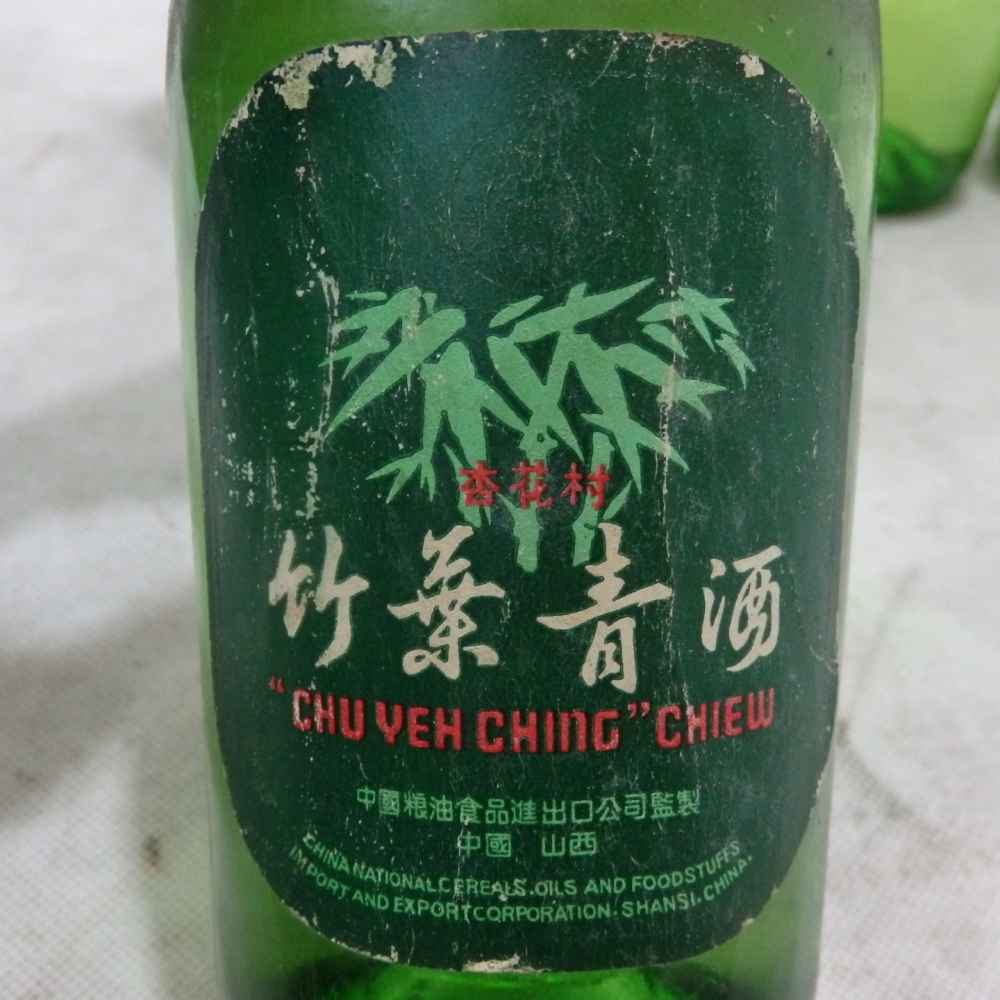 杏花村
竹葉青酒
“CHU YEH CHING” CHIEW
中國粮油食品進出口公司監製
中國 山西
CHINA NATIONAL CEREALS. OILS AND FOODSTUFFS
IMPORT AND EXPORT CORPORATION. SHANSI. CHINA.